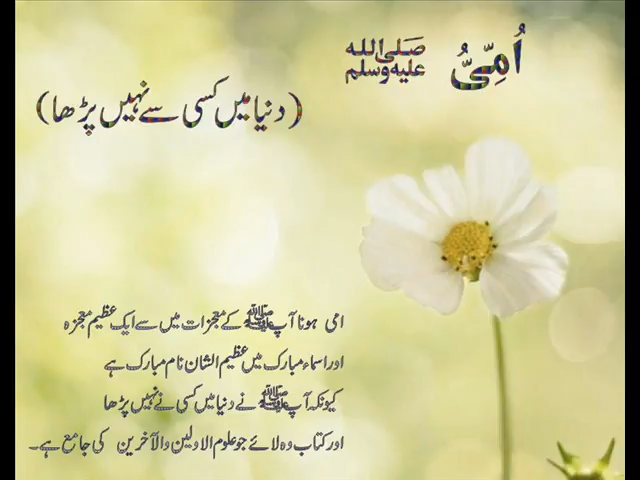 اُمِّیُّ صَلَی اللہ علیہ وسلم
(دنیا میں کسی سے نہیں پڑھا)
امی ہونا آپ ﷺ کے معجزات میں سے ایک عظیم معجزہ
اور اسماء مبارک میں عظیم الشان نام مبارک ہے
کیونکہ آپ ﷺ نے دنیا میں کسی نے نہیں پڑھا
اور کتاب وہ لائے جو علوم الاولین والآخرین کی جامع ہے۔